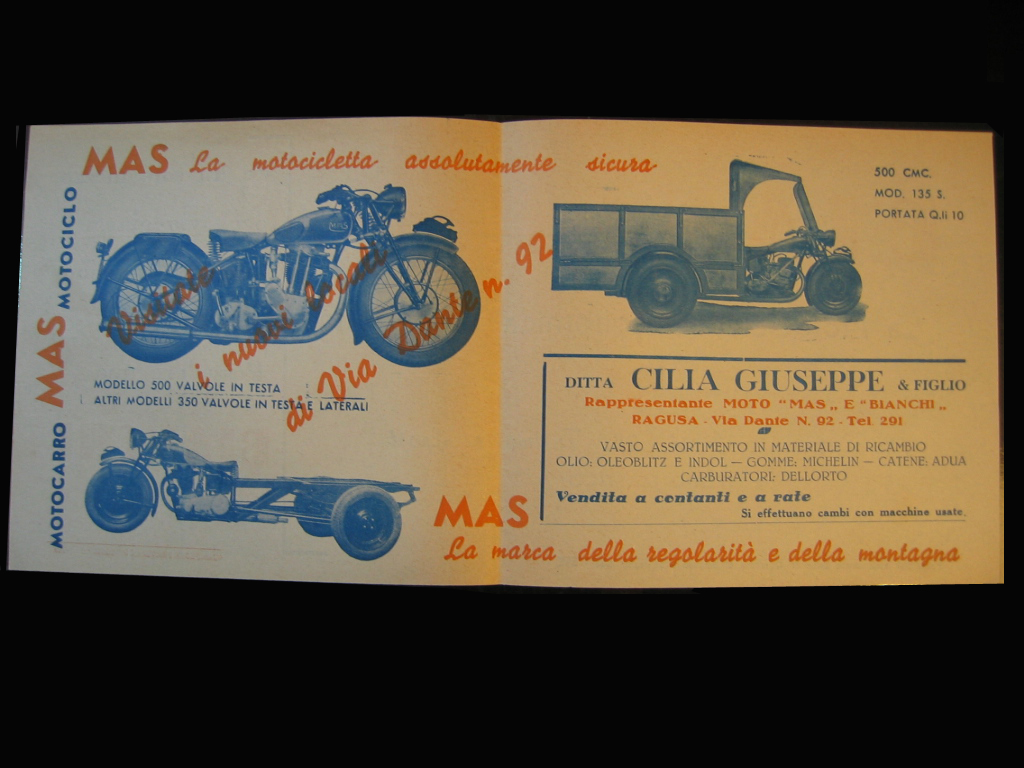 MAS La motocicletta assolutamente sicura
MAS
MOTOCICLO
MOTOCARRO
Visitate
i nuovi locali
di Via Dante n. 92
MODELLO 500 VALVOLE IN TESTA
ALTRI MODELLI 350 VALVOLE IN TESTA E LATERALI
500 CMC.
MOD. 135 S.
PORTATA Q.li 10
DITTA CILIA GIUSEPPE & FIGLIO
Rappresentante MOTO "MAS„ E "BIANCHI„
RAGUSA - Via Dante N. 92 - Tel. 291
VASTO ASSORTIMENTO IN MATERIALE DI RICAMBIO
OLIO: OLEOBLITZ E INDOL — GOMME: MICHELIN — CATENE: ADUA
CARBURATORI: DELLORTO
Vendita a contanti e a rate
Si effettuano cambi con macchine usate.
MAS
La marca della regolarità e della montagna